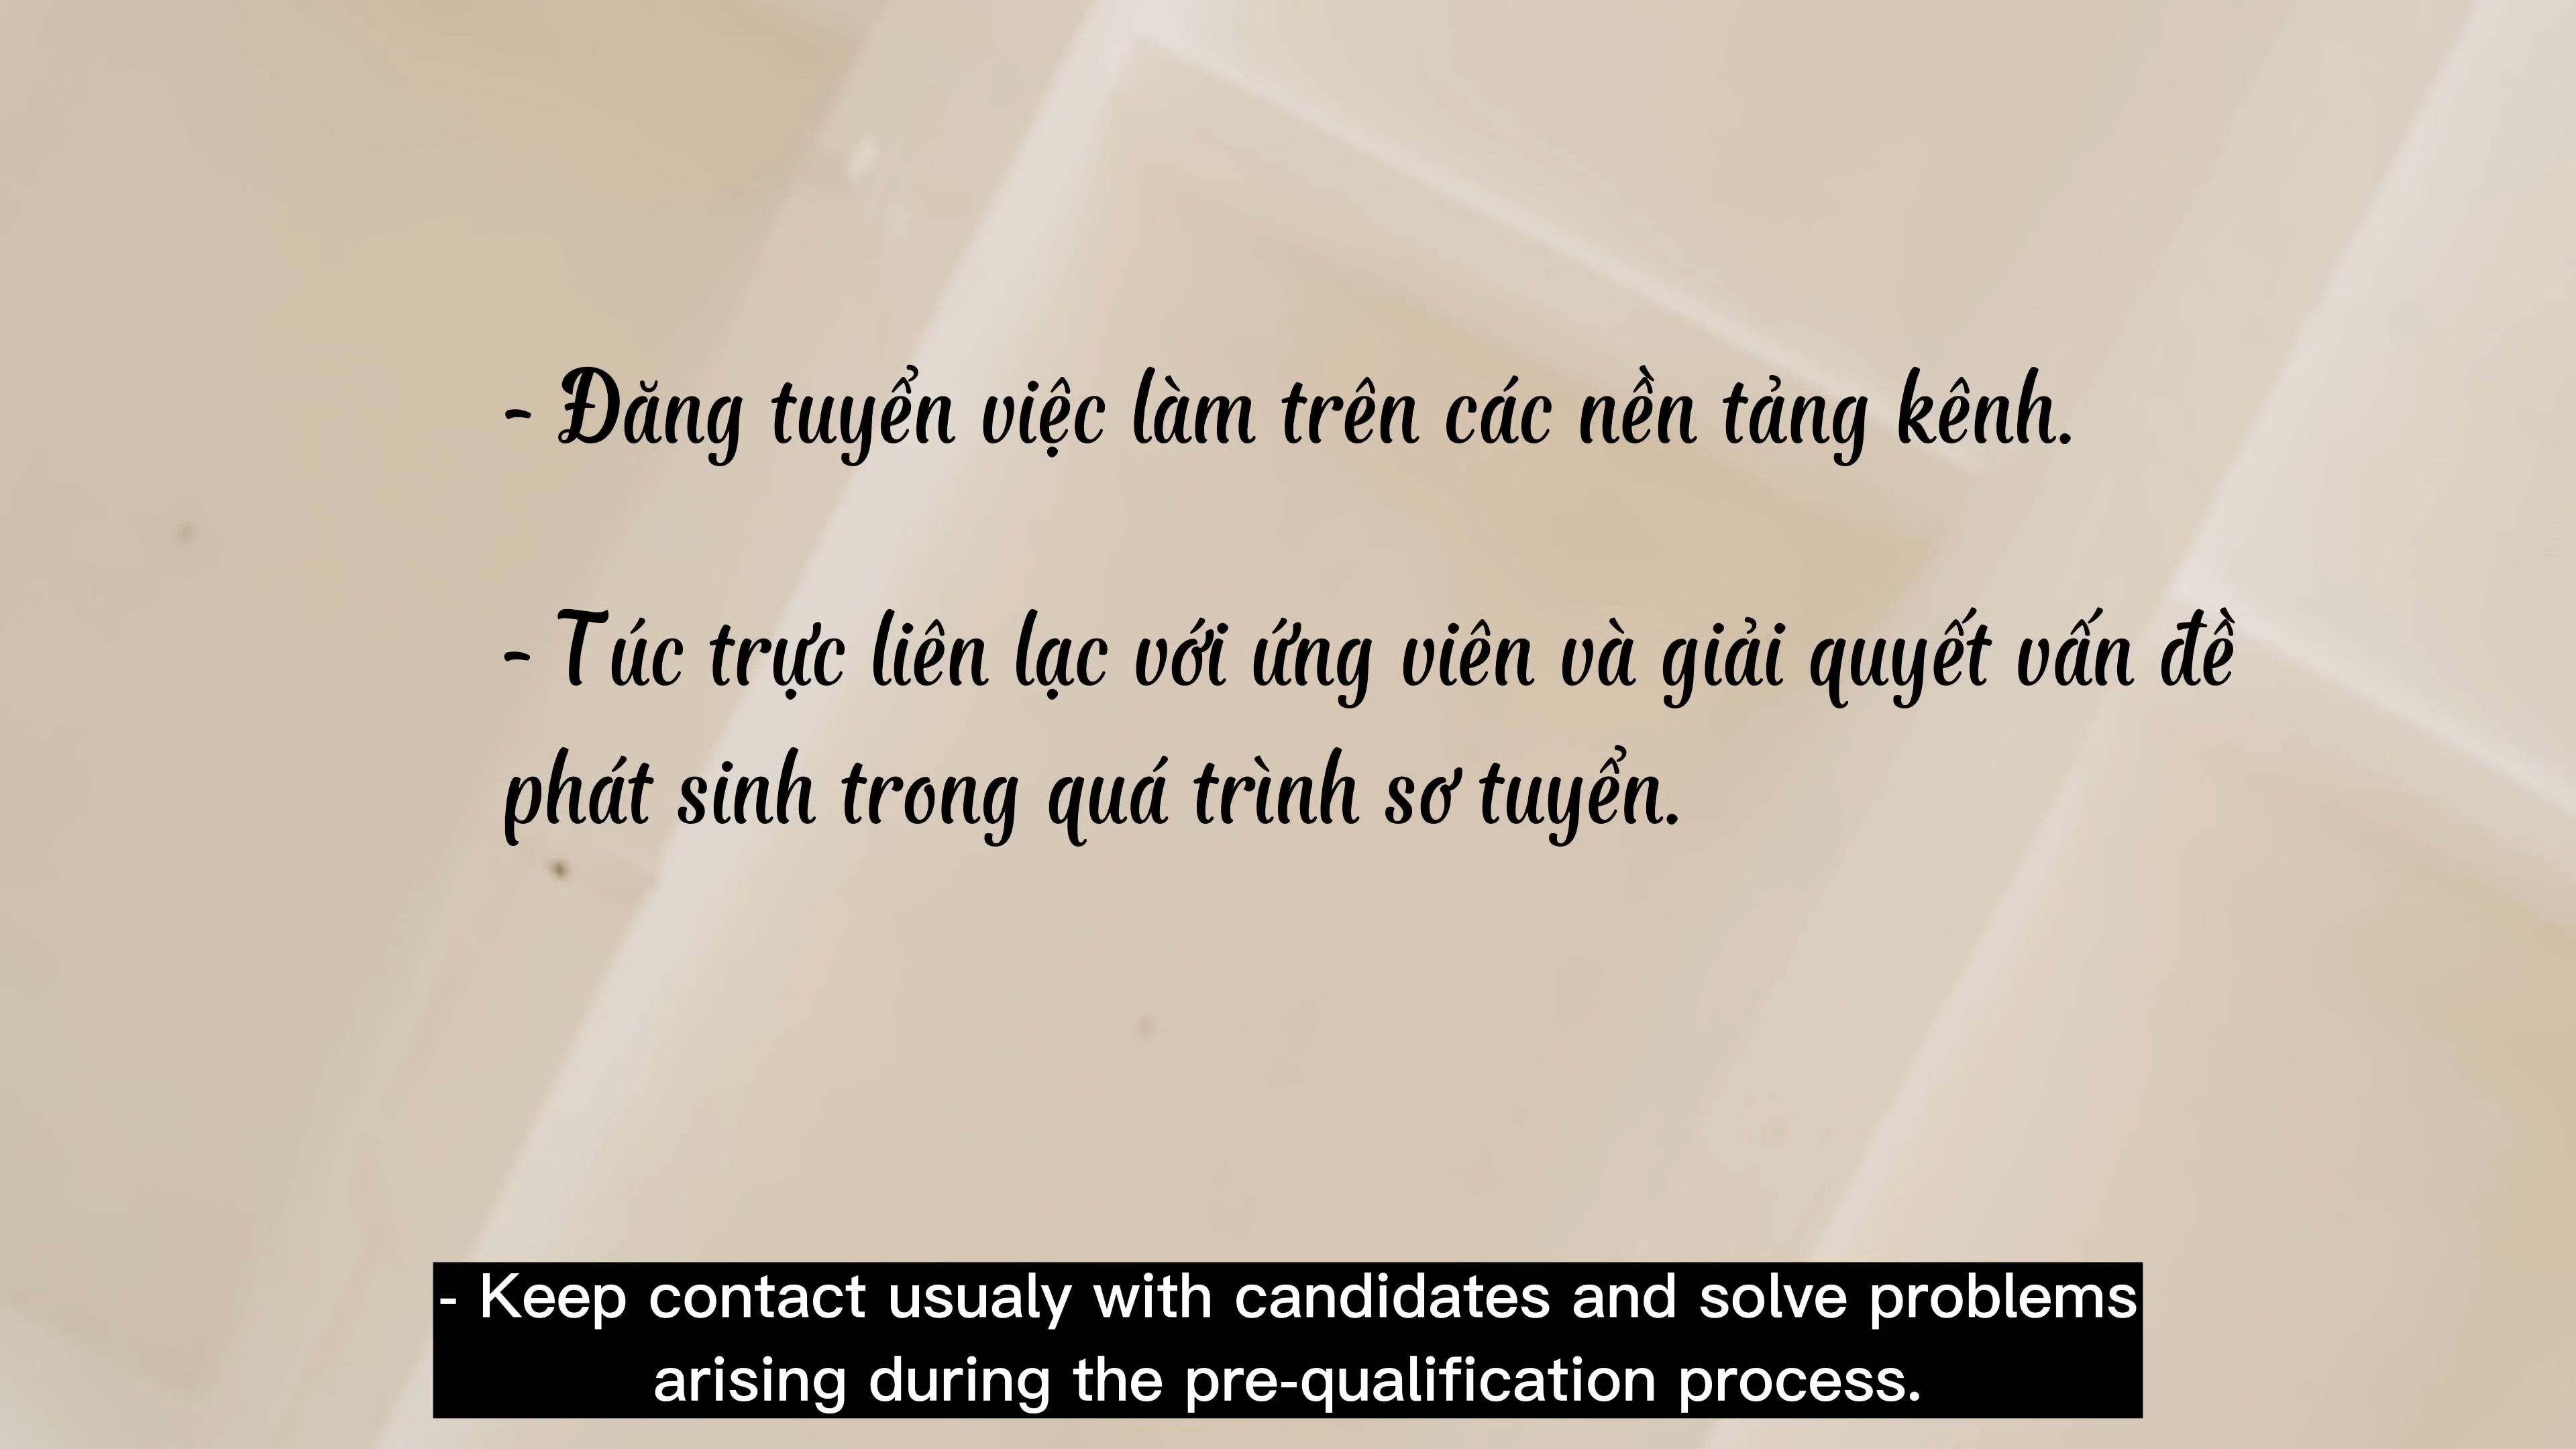 - Đăng tuyển việc làm trên các nền tảng kênh.
- Túc trực liên lạc với ứng viên và giải quyết vấn đề
phát sinh trong quá trình sơ tuyển.
- Keep contact usualy with candidates and solve problems
arising during the pre-qualification process.